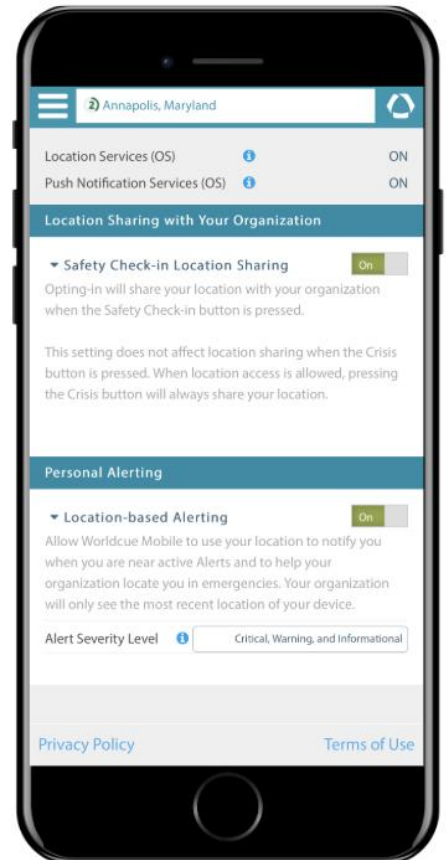 2) Annapolis, Maryland
Location Services (OS) ON
Push Notification Services (OS) ON
Location Sharing with Your Organization
Safety Check-in Location Sharing On
Opting-in will share your location with your organization
when the Safety Check-in button is pressed.
This setting does not affect location sharing when the Crisis
button is pressed. When location access is allowed, pressing
the Crisis button will always share your location.
Personal Alerting
Location-based Alerting On
Allow Worldcue Mobile to use your location to notify you
when you are near active Alerts and to help your
organization locate you in emergencies. Your organization
will only see the most recent location of your device.
Alert Severity Level Critical, Warning, and Informational
Privacy Policy Terms of Use